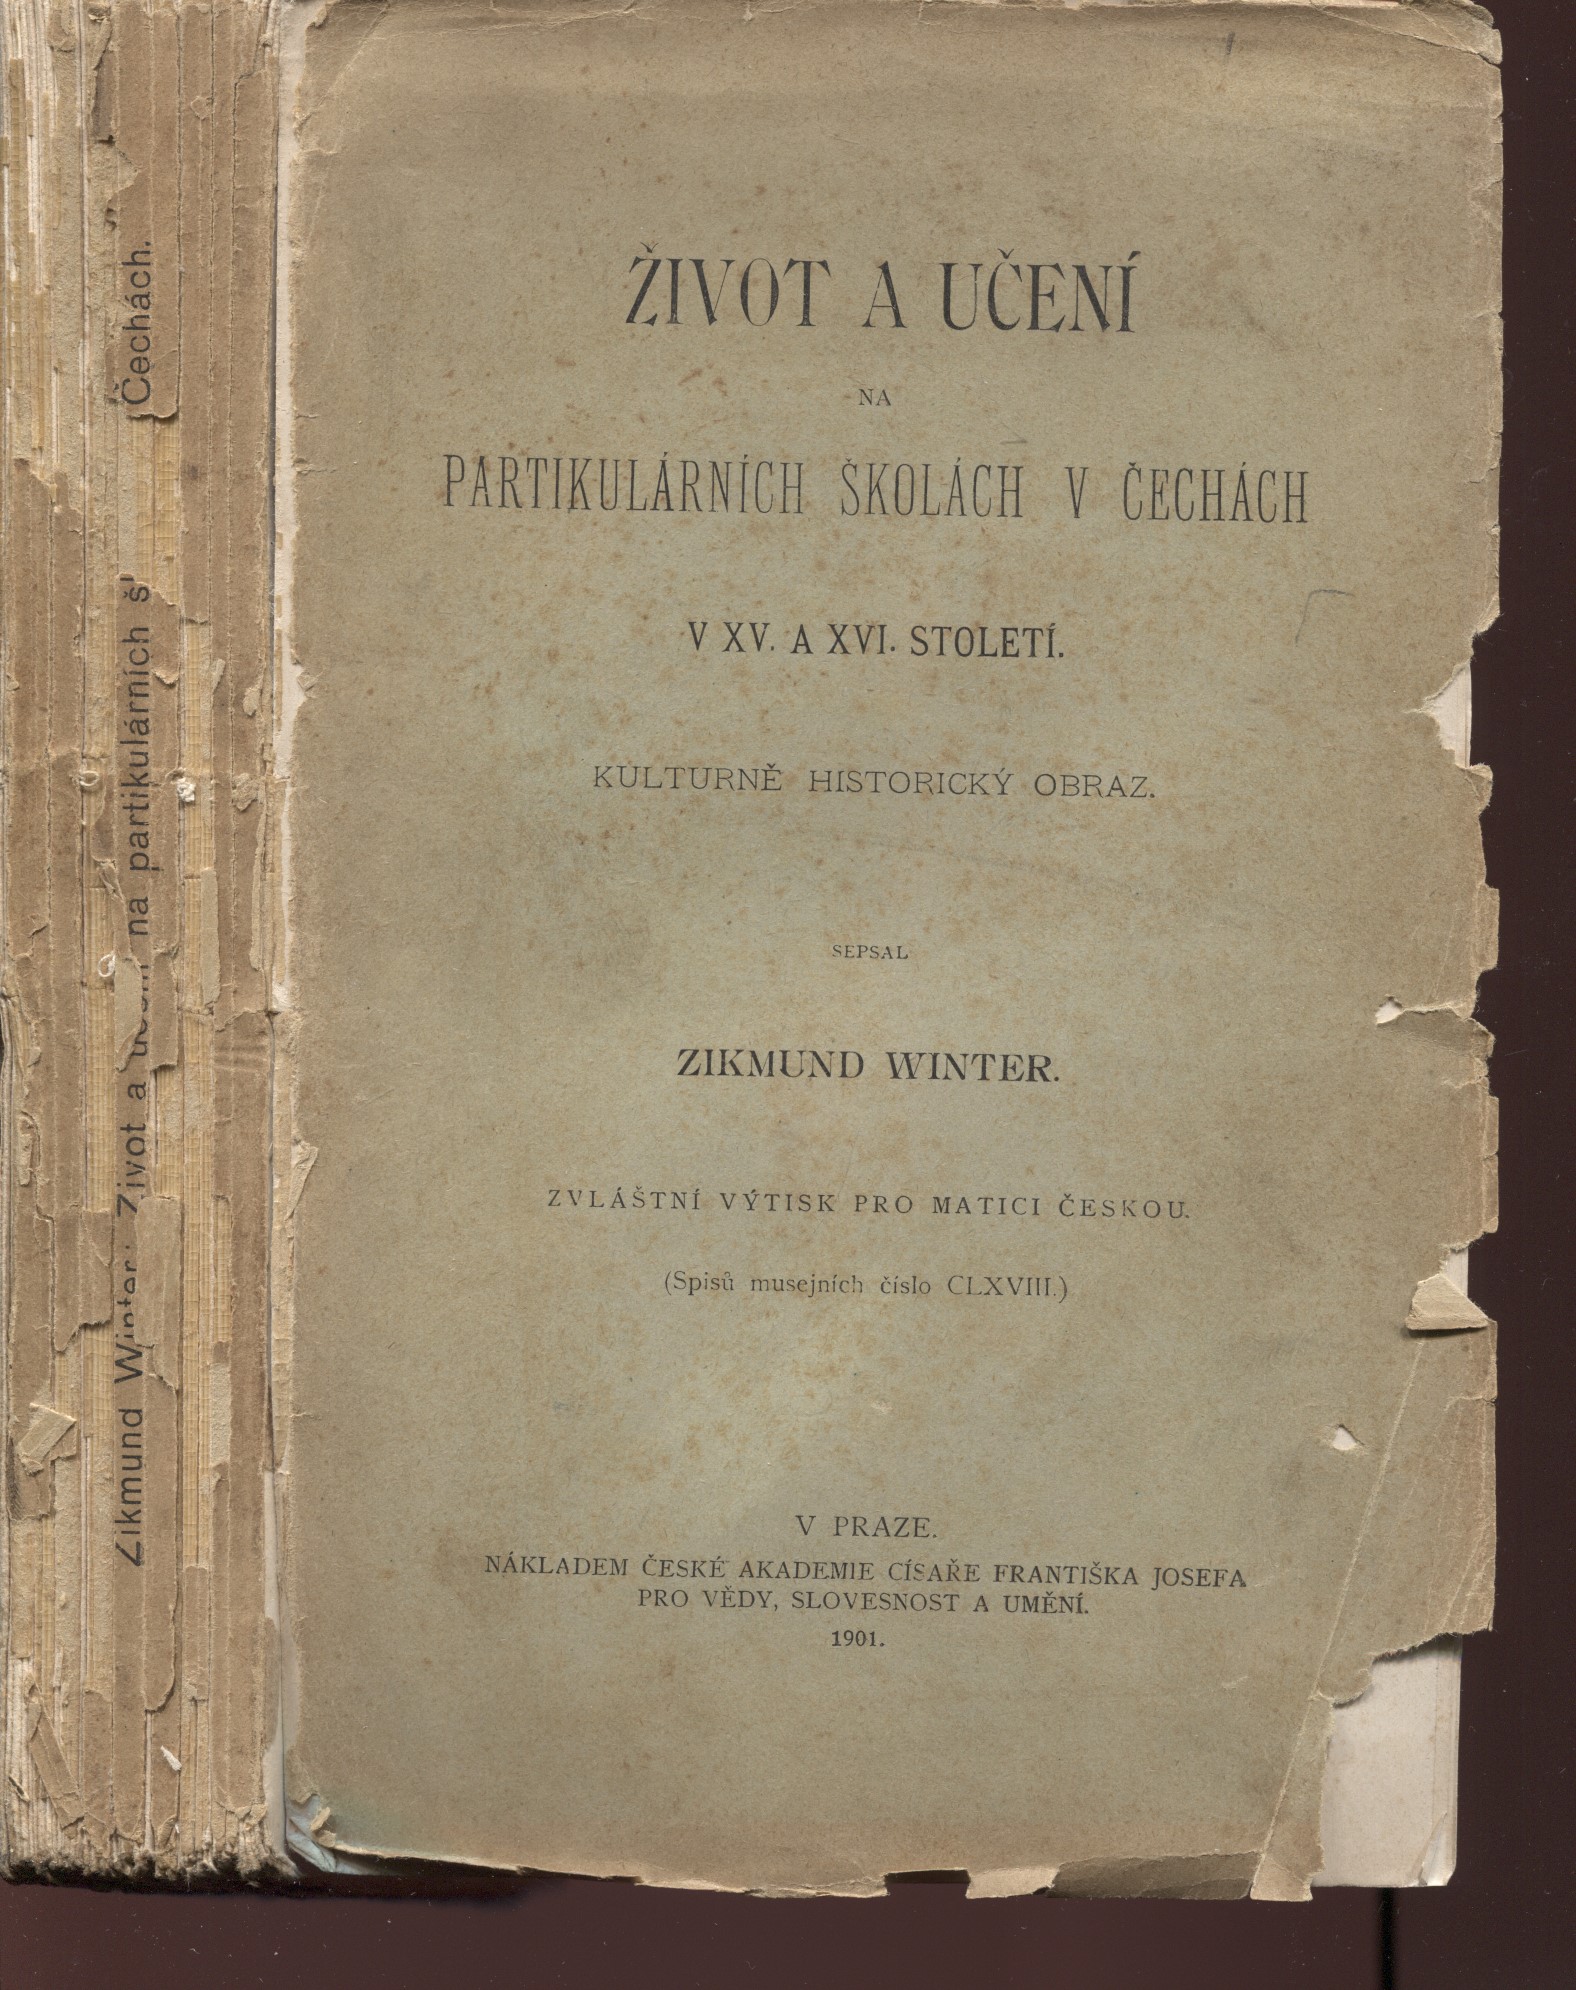 Zikmund Winter: Život a učení na partikulárních š Čechách.
ŽIVOT A UČENÍ
NA
PARTIKULÁRNÍCH ŠKOLÁCH V ČECHÁCH
V XV. A XVI. STOLETÍ.
KULTURNĚ HISTORICKÝ OBRAZ.
SEPSAL
ZIKMUND WINTER.
ZVLÁŠTNÍ VÝTISK PRO MATICI ČESKOU.
(Spisů musejních číslo CLXVIII.)
V PRAZE.
NÁKLADEM ČESKÉ AKADEMIE CÍSAŘE FRANTIŠKA JOSEFA
PRO VĚDY, SLOVESNOST A UMĚNÍ.
1901.